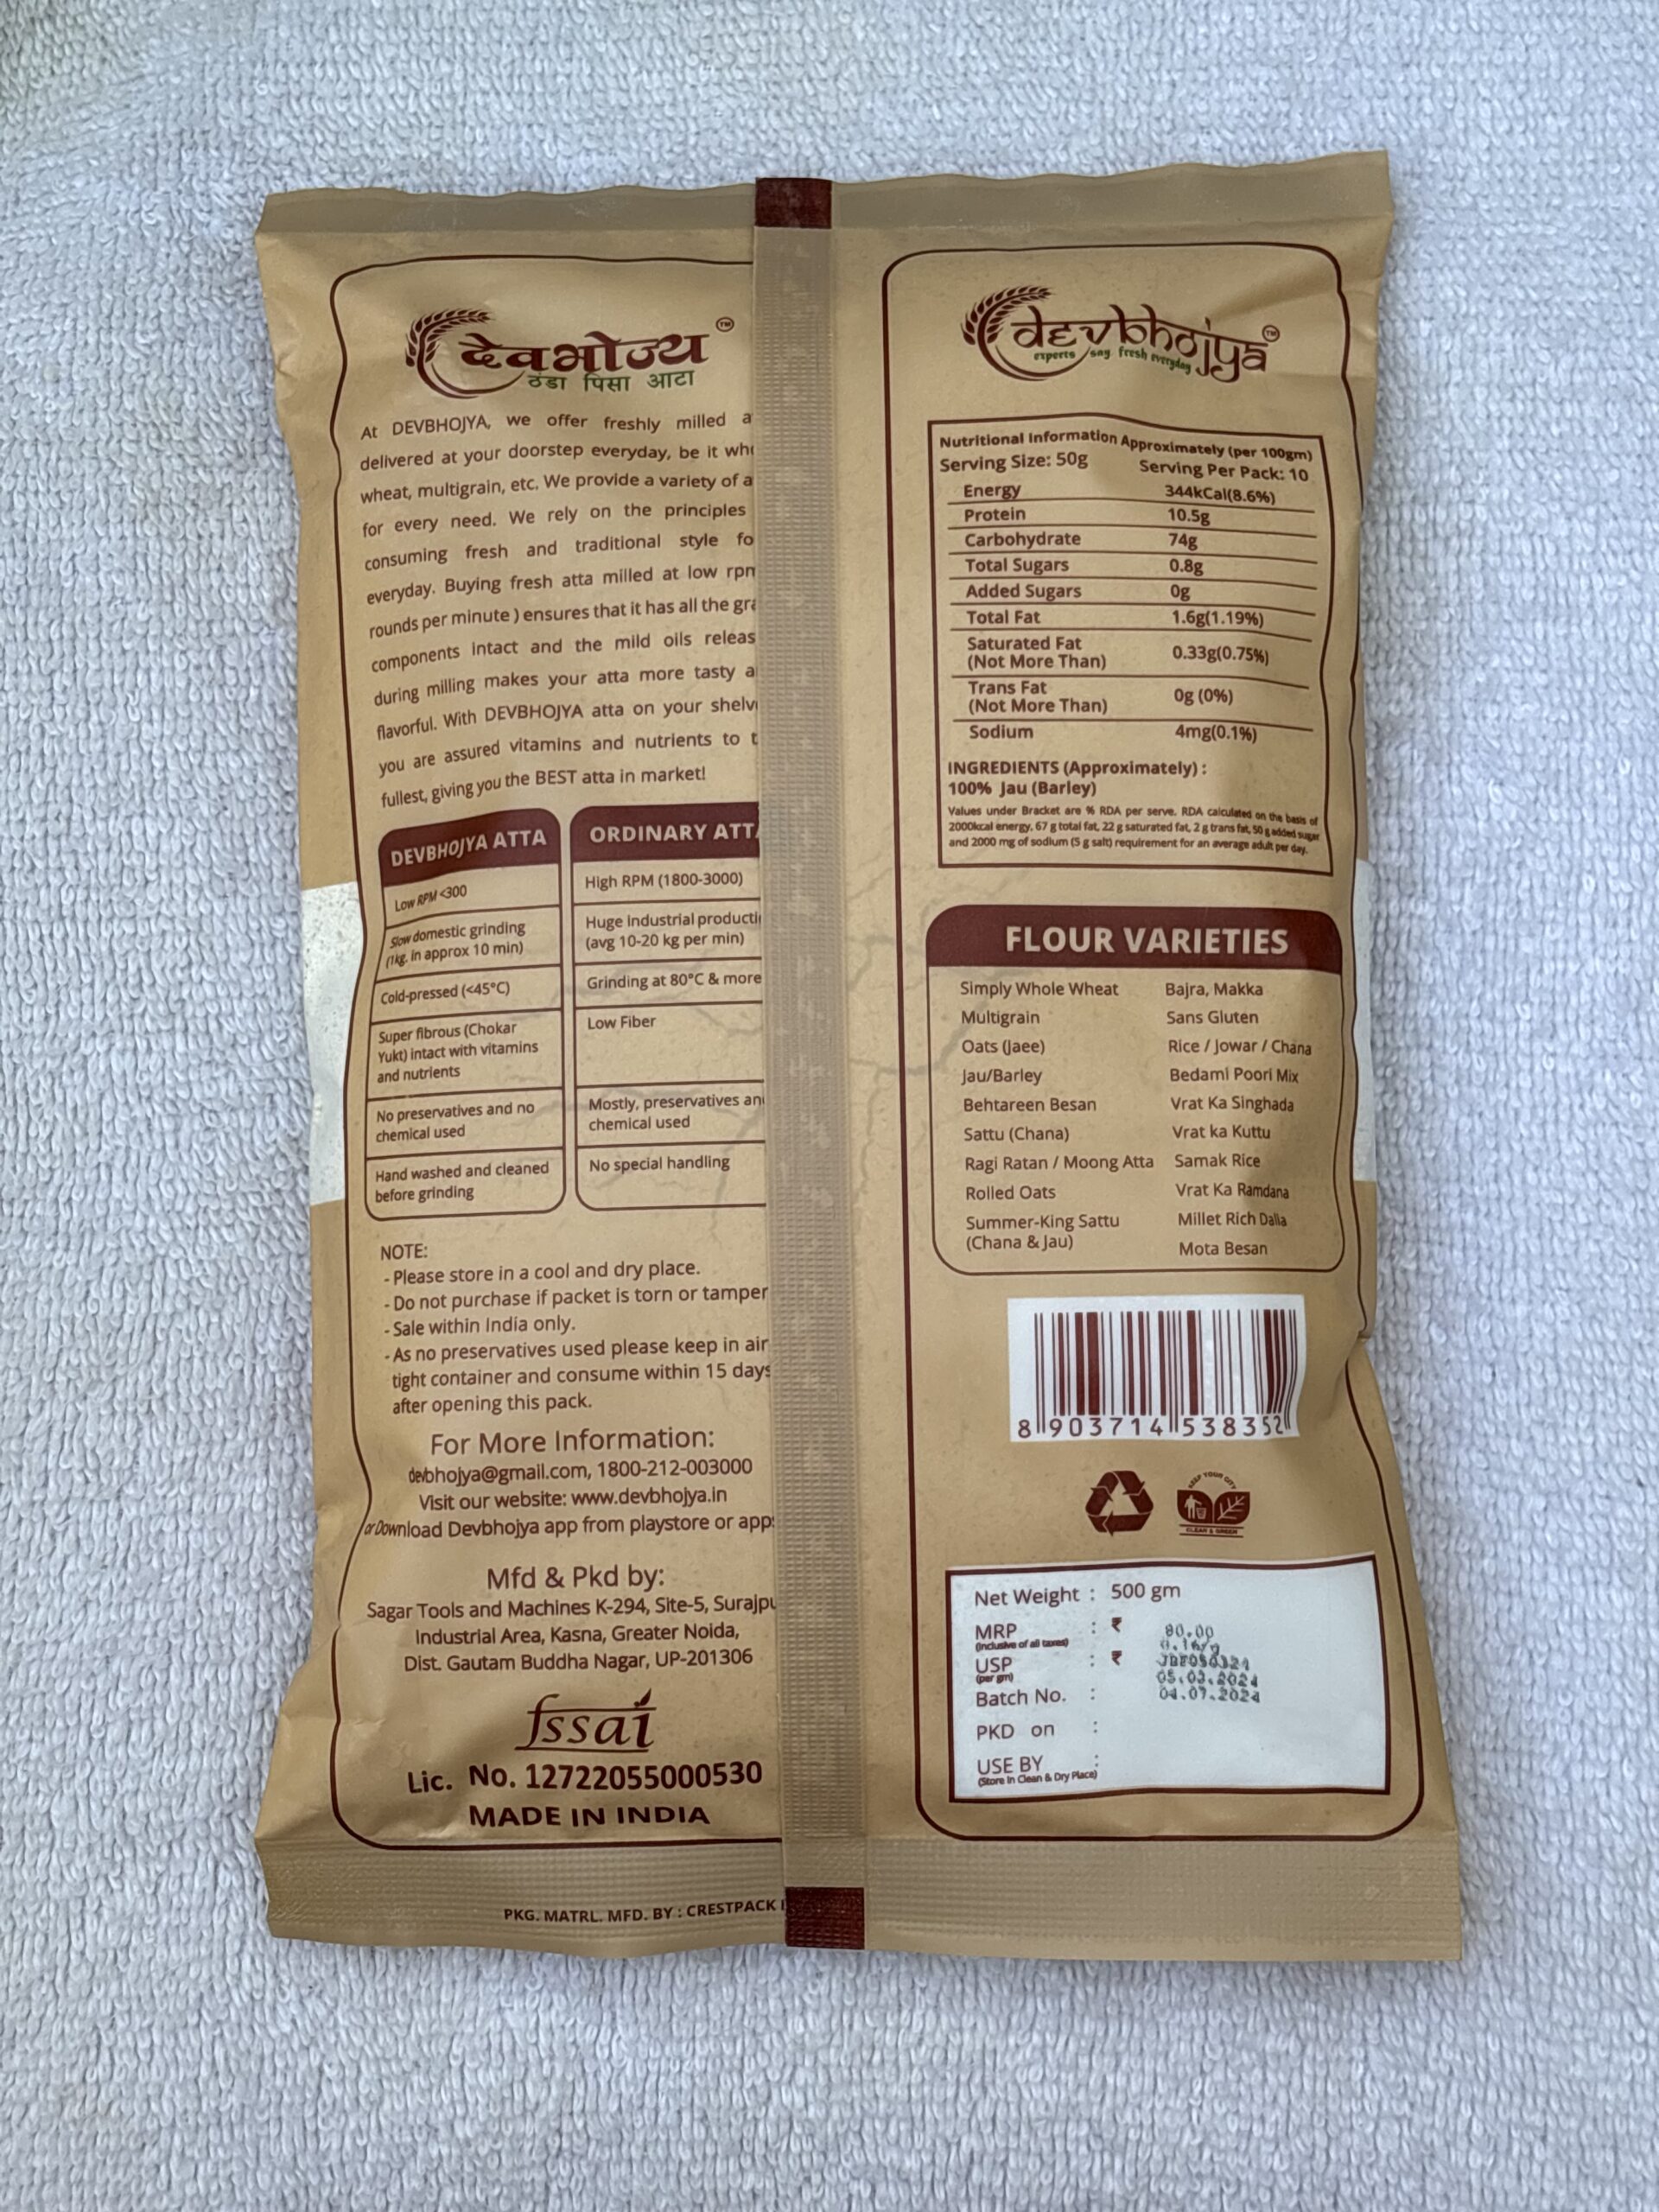 देवभोज्य TM
ठंडा पिसा आटा
At DEVBHOJYA, we offer freshly milled a
delivered at your doorstep everyday, be it who
wheat, multigrain, etc. We provide a variety of a
for every need. We rely on the principles
consuming fresh and traditional style fo
everyday. Buying fresh atta milled at low rpm
rounds per minute ) ensures that it has all the gra
components intact and the mild oils releas
during milling makes your atta more tasty a
flavorful. With DEVBHOJYA atta on your shelv
you are assured vitamins and nutrients to t
fullest, giving you the BEST atta in market!
DEVBHOJYA ATTA
Low RPM <300
Slow domestic grinding
(1kg. in approx 10 min)
Cold-pressed (<45°C)
Super fibrous (Chokar
Yukt) intact with vitamins
and nutrients
No preservatives and no
chemical used
Hand washed and cleaned
before grinding
ORDINARY ATTA
High RPM (1800-3000)
Huge Industrial producti
(avg 10-20 kg per min)
Grinding at 80°C & more
Low Fiber
Mostly, preservatives an
chemical used
No special handling
NOTE:
- Please store in a cool and dry place.
- Do not purchase if packet is torn or tamper
- Sale within India only.
- As no preservatives used please keep in air
tight container and consume within 15 days
after opening this pack.
For More Information:
devbhojya@gmail.com, 1800-212-003000
Visit our website: www.devbhojya.in
or Download Devbhojya app from playstore or app
Mfd & Pkd by:
Sagar Tools and Machines K-294, Site-5, Surajpu
Industrial Area, Kasna, Greater Noida,
Dist. Gautam Buddha Nagar, UP-201306
fssai
Lic. No. 12722055000530
MADE IN INDIA
PKG. MATRL. MFD. BY : CRESTPACK
devbhojya TM
experts say fresh everyday
Nutritional Information Approximately (per 100gm)
Serving Size: 50g Serving Per Pack: 10
Energy 344kCal(8.6%)
Protein 10.5g
Carbohydrate 74g
Total Sugars 0.8g
Added Sugars 0g
Total Fat 1.6g(1.19%)
Saturated Fat
(Not More Than) 0.33g(0.75%)
Trans Fat
(Not More Than) 0g (0%)
Sodium 4mg(0.1%)
INGREDIENTS (Approximately) :
100% Jau (Barley)
Values under Bracket are % RDA per serve. RDA calculated on the basis of
2000kcal energy, 67 g total fat, 22 g saturated fat, 2 g trans fat, 50 g added sugar
and 2000 mg of sodium (5 g salt) requirement for an average adult per day.
FLOUR VARIETIES
Simply Whole Wheat Bajra, Makka
Multigrain Sans Gluten
Oats (Jaee) Rice / Jowar / Chana
Jau/Barley Bedami Poori Mix
Behtareen Besan Vrat Ka Singhada
Sattu (Chana) Vrat ka Kuttu
Ragi Ratan / Moong Atta Samak Rice
Rolled Oats Vrat Ka Ramdana
Summer-King Sattu Millet Rich Dalia
(Chana & Jau) Mota Besan
8 903714 538352
KEEP YOUR CITY
CLEAN & GREEN
Net Weight : 500 gm
MRP : ₹ 80.00
(Inclusive of all taxes) 0.16/g
USP : ₹
(per gm) 05.03.2024
Batch No. : 04.07.2024
PKD on :
USE BY :
(Store In Clean & Dry Place)